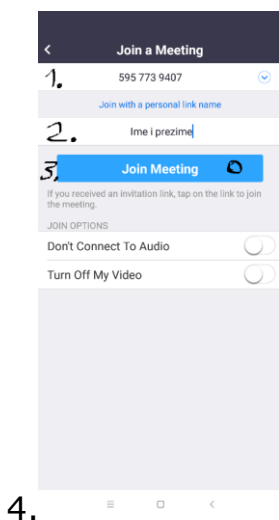 Join a Meeting
1. 595 773 9407
Join with a personal link name
2. Ime i prezime
3. Join Meeting
If you received an invitation link, tap on the link to join
the meeting.
JOIN OPTIONS
Don't Connect To Audio
Turn Off My Video
4.